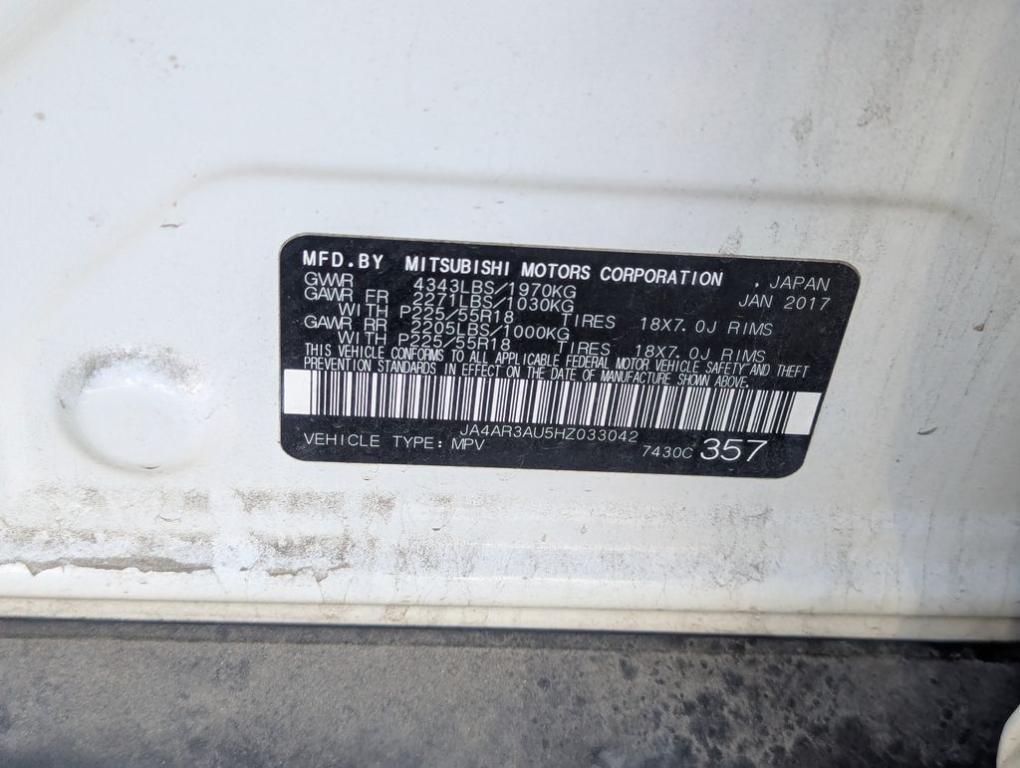 MFD.BY MITSUBISHI MOTORS CORPORATION , JAPAN
GVWR 4343LBS/1970KG JAN 2017
GAWR FR 2271LBS/1030KG
WITH P225/55R18 TIRES 18X7.0J RIMS
GAWR RR 2205LBS/1000KG
WITH P225/55R18 TIRES 18X7.0J RIMS
THIS VEHICLE CONFORMS TO ALL APPLICABLE FEDERAL MOTOR VEHICLE SAFETY AND THEFT
PREVENTION STANDARDS IN EFFECT ON THE DATE OF MANUFACTURE SHOWN ABOVE.
JA4AR3AU5HZ033042
VEHICLE TYPE: MPV 7430C 357